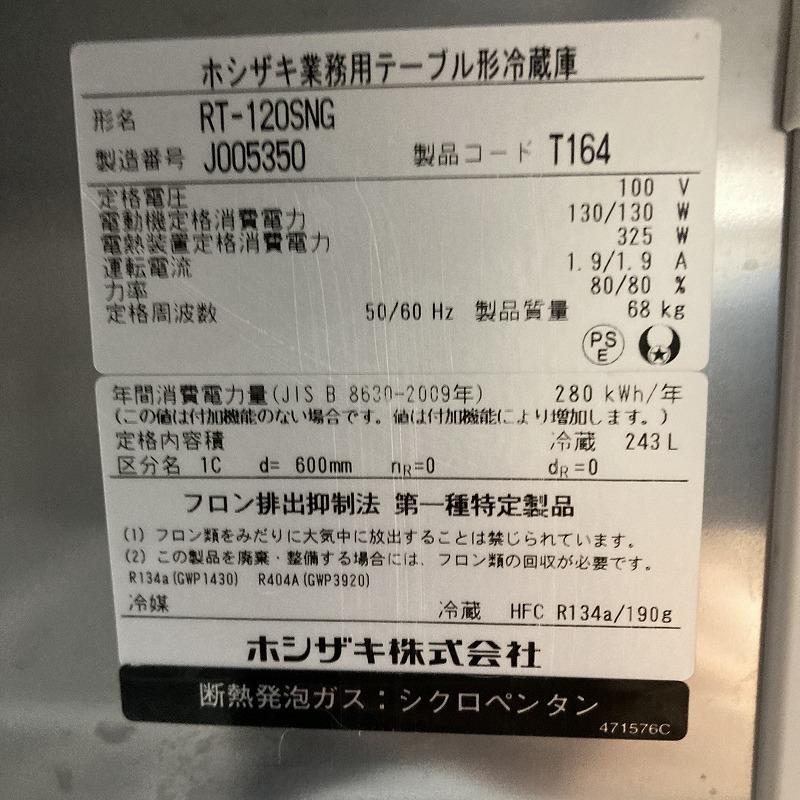 ホシザキ業務用テーブル形冷蔵庫
形名 RT-120SNG
製造番号 J005350 製品コード T164
定格電圧 100 V
電動機定格消費電力 130/130 W
電熱装置定格消費電力 325 W
運転電流 1.9/1.9 A
力率 80/80 %
定格周波数 50/60 Hz 製品質量 68 kg
PS
E
年間消費電力量(JIS B 8630-2009年) 280 kWh/年
(この値は付加機能のない場合です。値は付加機能により増加します。)
定格内容積 冷蔵 243 L
区分名 1C d= 600mm nR=0 dR=0
フロン排出抑制法 第一種特定製品
(1) フロン類をみだりに大気中に放出することは禁じられています。
(2) この製品を廃棄・整備する場合には、フロン類の回収が必要です。
R134a(GWP1430) R404A(GWP3920)
冷媒 冷蔵 HFC R134a/190g
ホシザキ株式会社
断熱発泡ガス:シクロペンタン
471576C